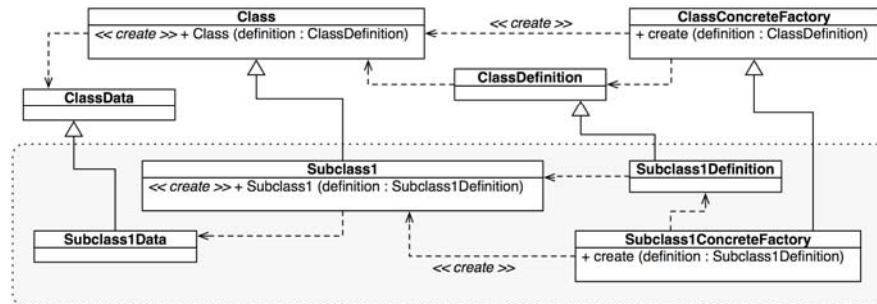 Class
<< create >> + Class (definition : ClassDefinition)
<< create >>
ClassConcreteFactory
+ create (definition : ClassDefinition)
ClassDefinition
ClassData
Subclass1
<< create >> + Subclass1 (definition : Subclass1Definition)
Subclass1Definition
Subclass1Data
Subclass1ConcreteFactory
+ create (definition : Subclass1Definition)
<< create >>